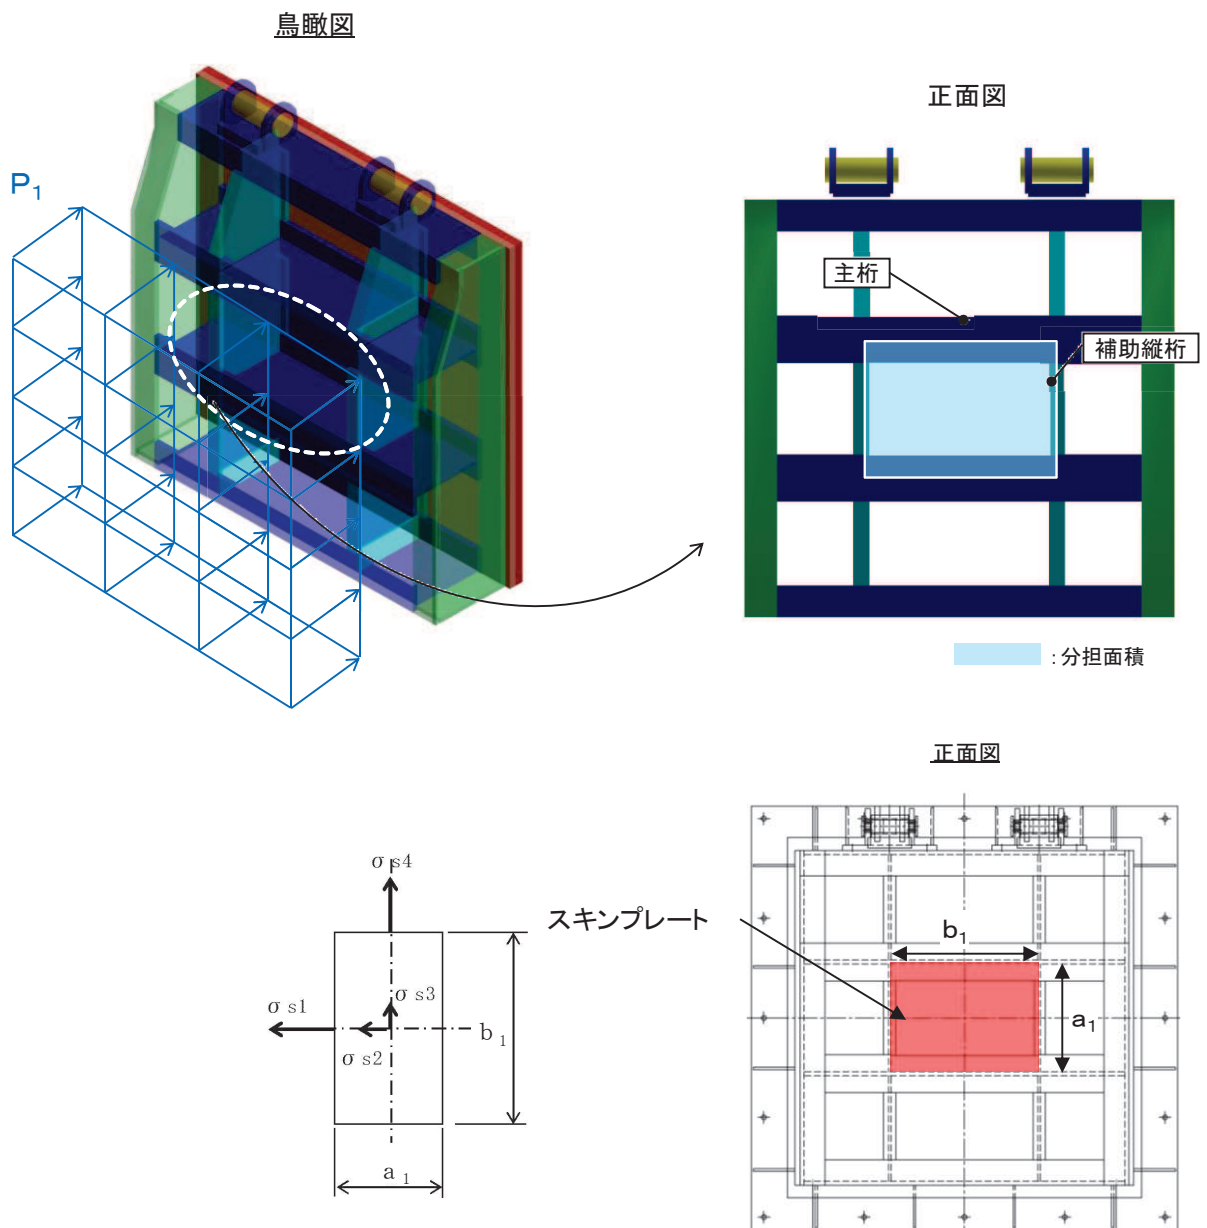 鳥瞰図
正面図
P₁
主桁
補助縦桁
:分担面積
正面図
σ s4
スキンプレート
b₁
σ s3
σ s1
b ₁
a₁
σ s2
a ₁